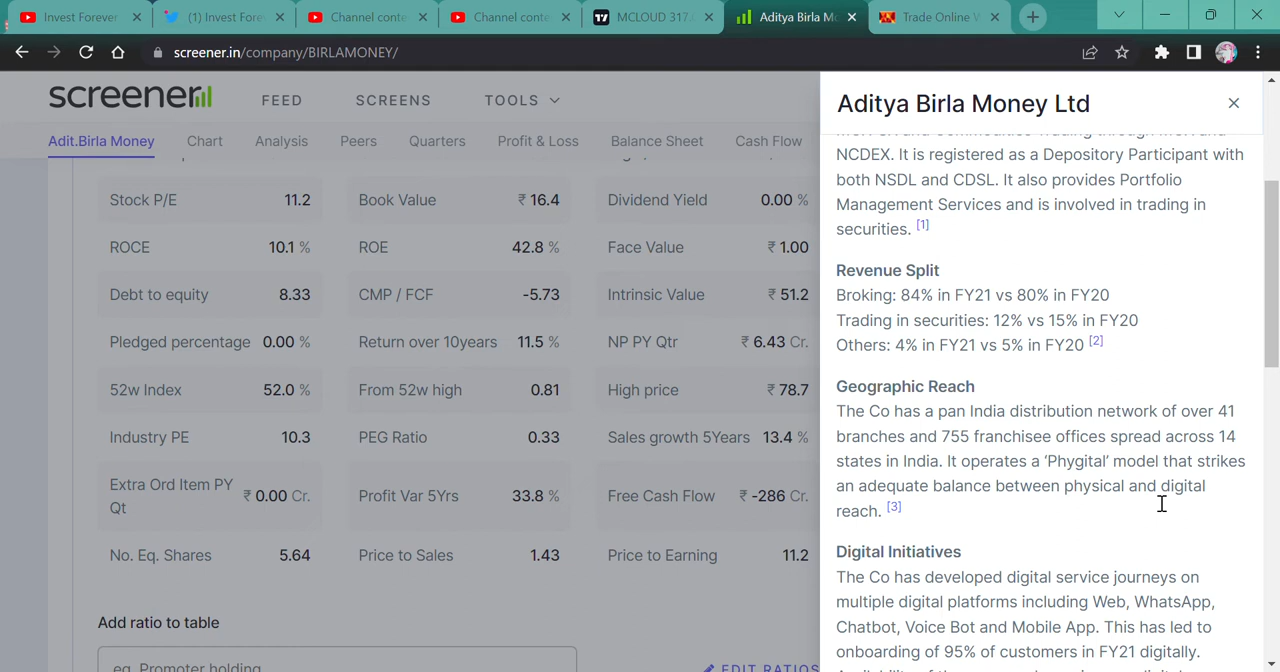 Invest Forever
(1) Invest Fore
Channel conte
Channel conte
MCLOUD 317.
Aditya Birla Mo
Trade Online V
screener.in/company/BIRLAMONEY/
screener
FEED
SCREENS
TOOLS
Adit.Birla Money
Chart
Analysis
Peers
Quarters
Profit & Loss
Balance Sheet
Cash Flow
Stock P/E 11.2
Book Value ₹ 16.4
Dividend Yield 0.00 %
ROCE 10.1 %
ROE 42.8 %
Face Value ₹ 1.00
Debt to equity 8.33
CMP / FCF -5.73
Intrinsic Value ₹ 51.2
Pledged percentage 0.00 %
Return over 10years 11.5 %
NP PY Qtr ₹ 6.43 Cr.
52w Index 52.0 %
From 52w high 0.81
High price ₹ 78.7
Industry PE 10.3
PEG Ratio 0.33
Sales growth 5Years 13.4 %
Extra Ord Item PY
Qt
₹ 0.00 Cr.
Profit Var 5Yrs 33.8 %
Free Cash Flow ₹ -286 Cr.
No. Eq. Shares 5.64
Price to Sales 1.43
Price to Earning 11.2
Add ratio to table
eg. Promoter holding
EDIT RATIOS
Aditya Birla Money Ltd
NCDEX. It is registered as a Depository Participant with
both NSDL and CDSL. It also provides Portfolio
Management Services and is involved in trading in
securities. [1]
Revenue Split
Broking: 84% in FY21 vs 80% in FY20
Trading in securities: 12% vs 15% in FY20
Others: 4% in FY21 vs 5% in FY20 [2]
Geographic Reach
The Co has a pan India distribution network of over 41
branches and 755 franchisee offices spread across 14
states in India. It operates a ‘Phygital’ model that strikes
an adequate balance between physical and digital
reach. [3]
Digital Initiatives
The Co has developed digital service journeys on
multiple digital platforms including Web, WhatsApp,
Chatbot, Voice Bot and Mobile App. This has led to
onboarding of 95% of customers in FY21 digitally.